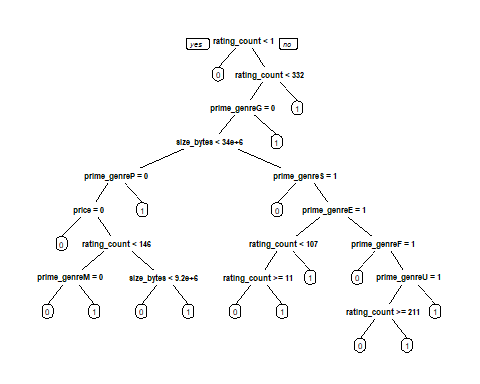 yes rating_count < 1 no
0 rating_count < 332
prime_genreG = 0 1
size_bytes < 34e+6 1
prime_genreP = 0 prime_genreS = 1
price = 0 1 0 prime_genreE = 1
0 rating_count < 146 rating_count < 107 prime_genreF = 1
prime_genreM = 0 size_bytes < 9.2e+6 rating_count >= 11 1 0 prime_genreU = 1
0 1 0 1 0 1 rating_count >= 211 1
0 1